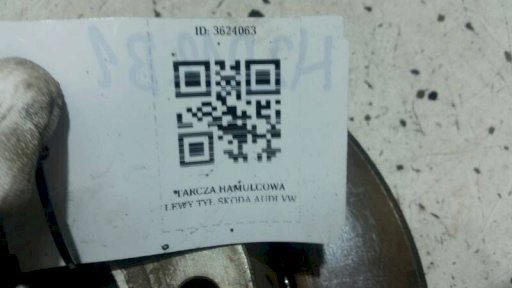 ID: 3624063
TARCZA HAMULCOWA
LEWY TYŁ SKODA AUDI VW